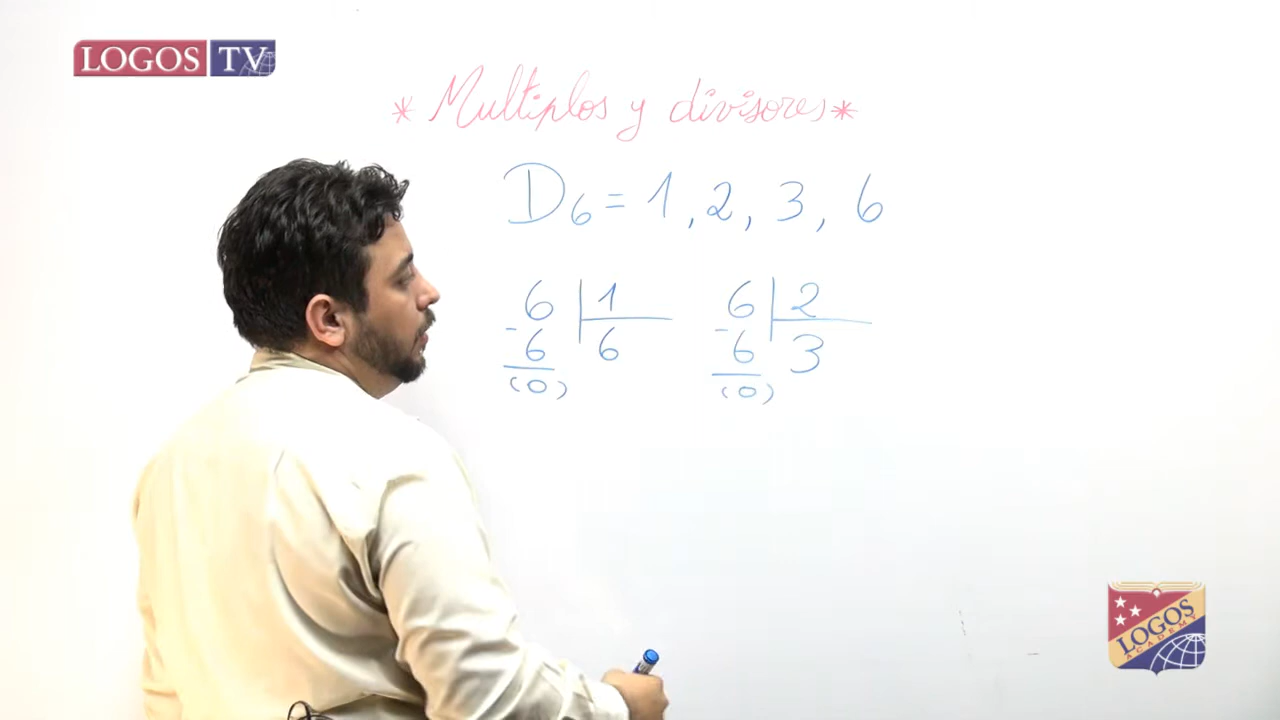 LOGOS TV
* Multiplos y divisores *
D6 = 1, 2, 3, 6
6 | 1
- 6 6
(0)
6 | 2
- 6 3
(0)
LOGOS
ACADEMY